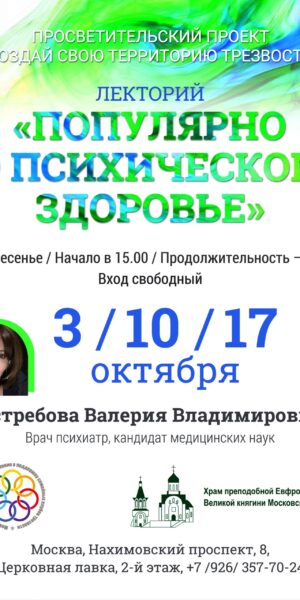 ПРОСВЕТИТЕЛЬСКИЙ ПРОЕКТ
ОЗДАЙ СВОЮ ТЕРРИТОРИЮ ТРЕЗВОСТ
ЛЕКТОРИЙ
«ПОПУЛЯРНО
О ПСИХИЧЕСКОМ
ЗДОРОВЬЕ»
есенье / Начало в 15.00 / Продолжительность –
Вход свободный
3 / 10 / 17
октября
стребова Валерия Владимировн
Врач психиатр, кандидат медицинских наук
Храм преподобной Евфро
Великой княгини Московс
Москва, Нахимовский проспект, 8,
Церковная лавка, 2-й этаж, +7 /926/ 357-70-24